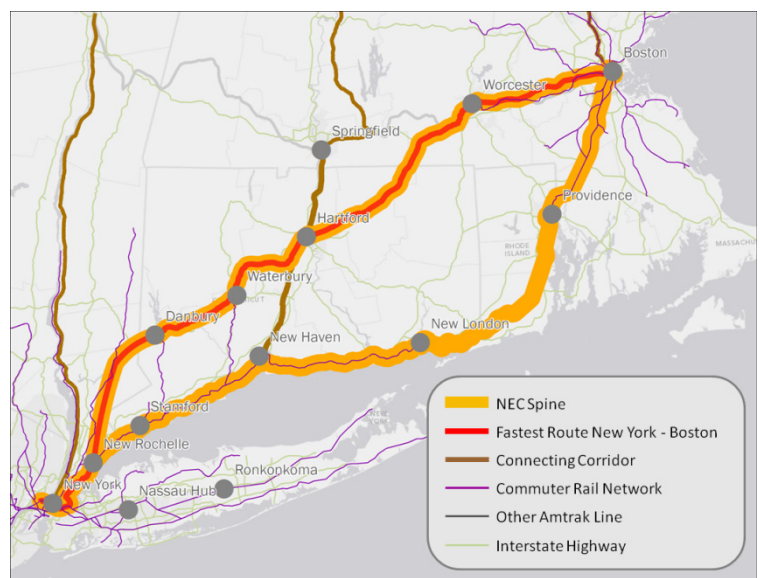 Boston
Worcester
Springfield
Providence
Hartford
RHODE
ISLAND
MASSACHU
Waterbury
Danbury
New London
New Haven
Stamford
New Rochelle
Ronkonkoma
New York
Nassau Hub
NEC Spine
Fastest Route New York - Boston
Connecting Corridor
Commuter Rail Network
Other Amtrak Line
Interstate Highway